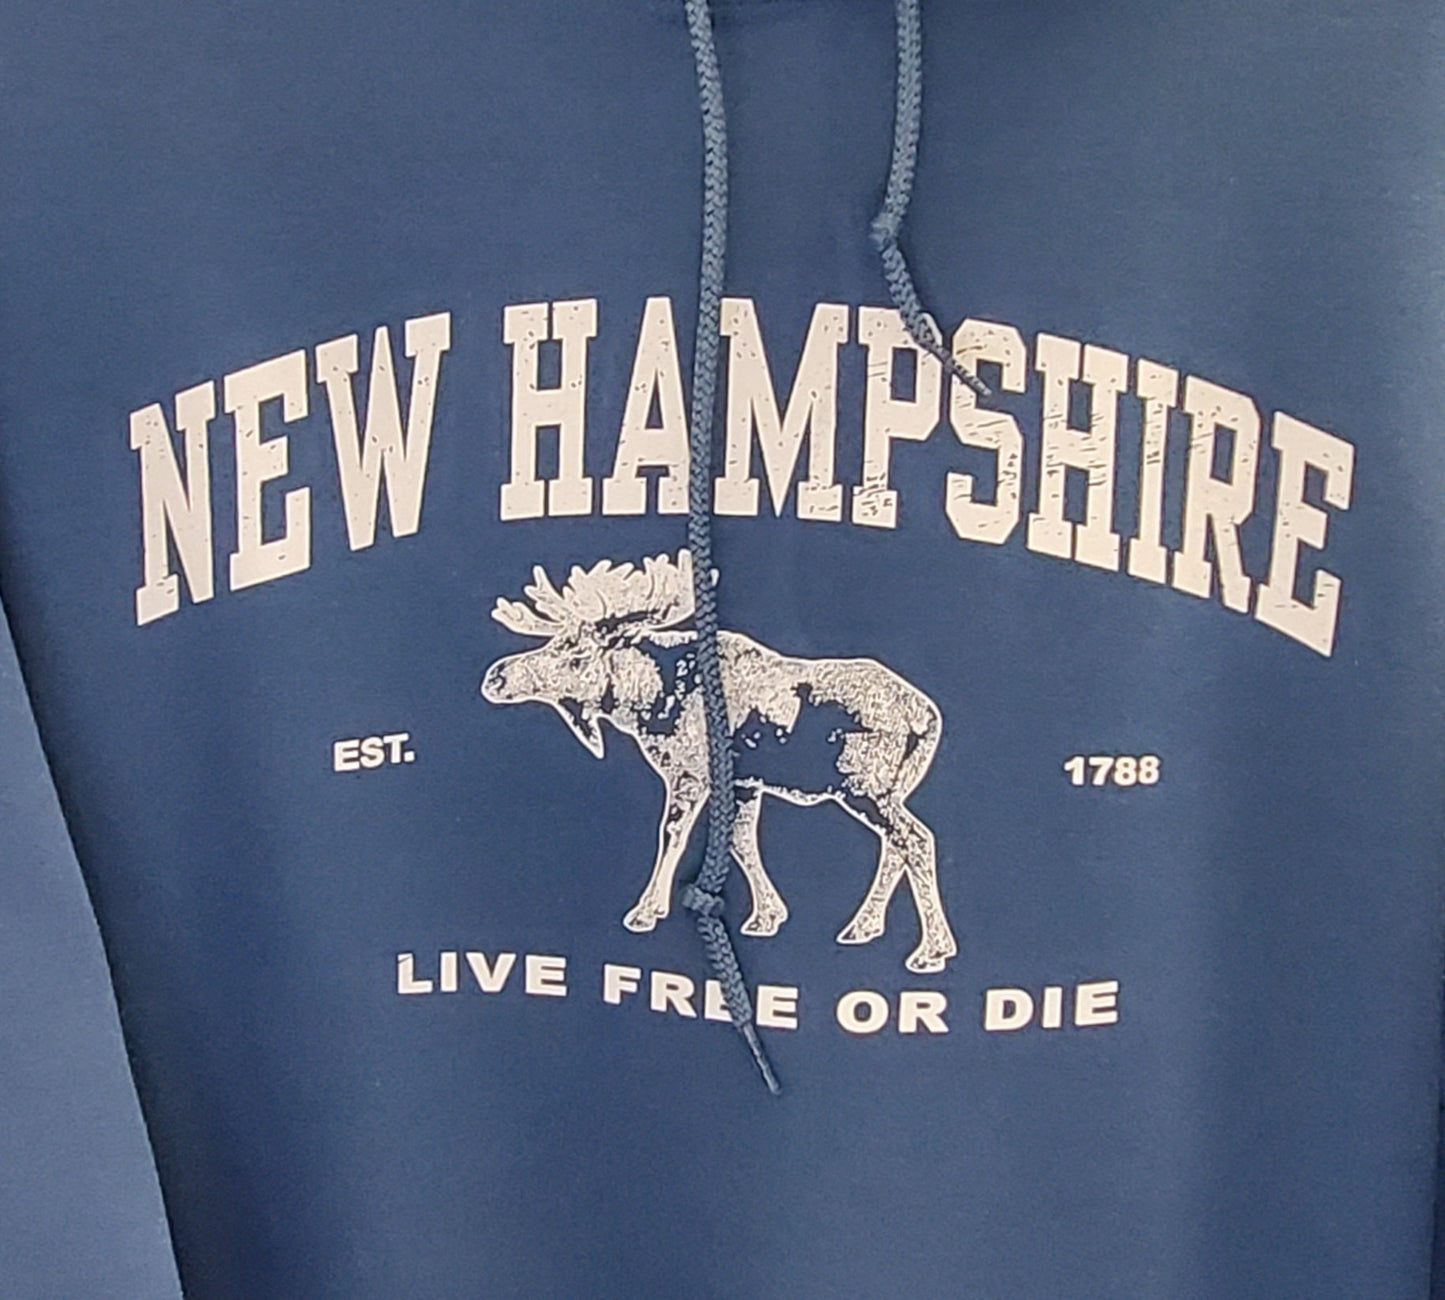 NEW HAMPSHIRE
EST. 1788
LIVE FREE OR DIE